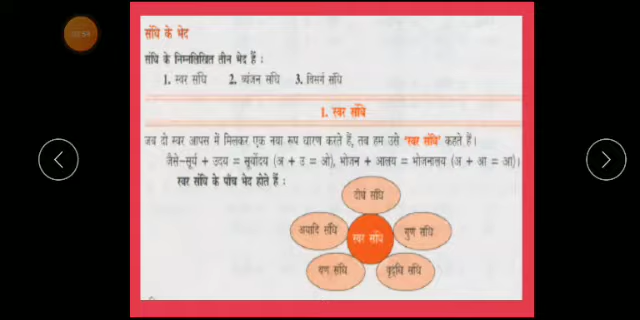 संधि के भेद
संधि के निम्नलिखित तीन भेद हैं :
1. स्वर संधि 2. व्यंजन संधि 3. विसर्ग संधि
1. स्वर संधि
जब दो स्वर आपस में मिलकर एक नया रूप धारण करते हैं, तब हम उसे 'स्वर संधि' कहते हैं।
जैसे–सूर्य + उदय = सूर्योदय (अ + उ = ओ), भोजन + आलय = भोजनालय (अ + आ = आ)।
स्वर संधि के पाँच भेद होते हैं :
दीर्घ संधि
अयादि संधि
स्वर संधि
गुण संधि
यण संधि
वृद्धि संधि